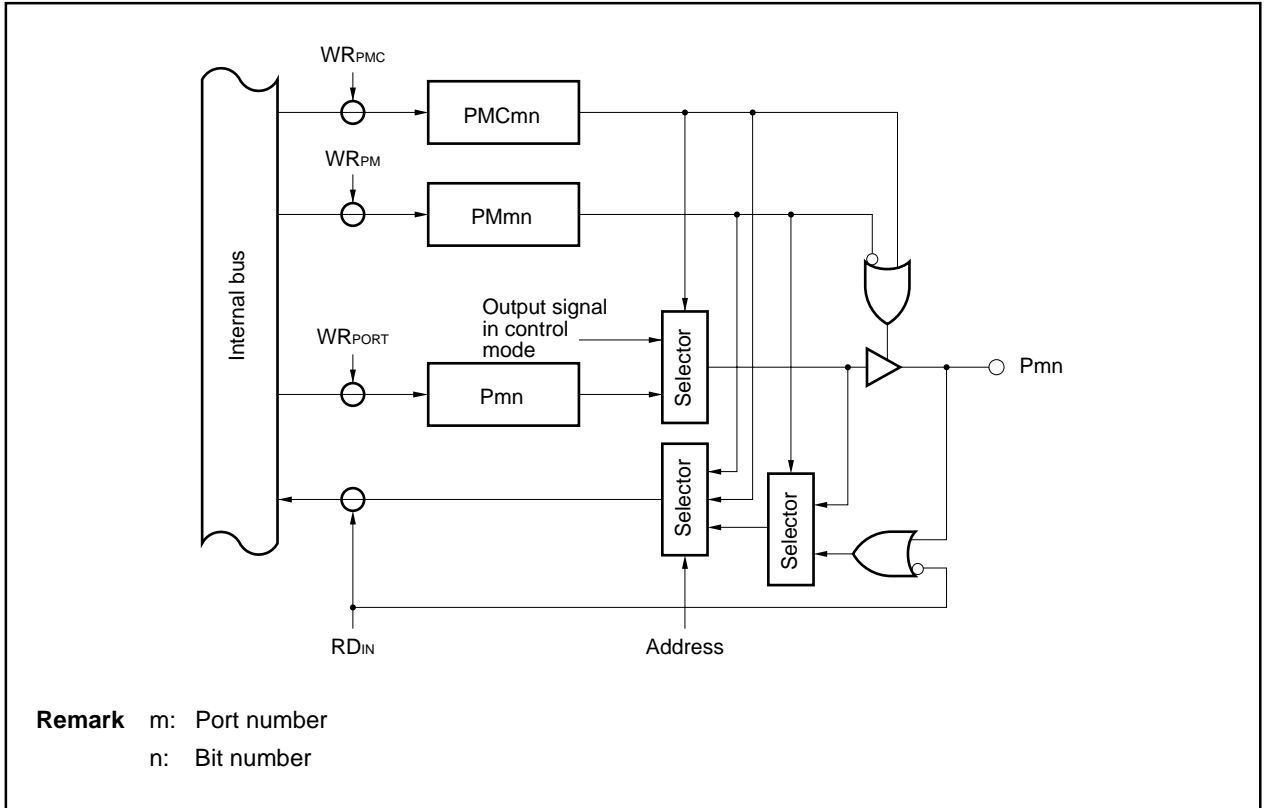 WRPMC
PMCmn
WRPM
PMmn
Internal bus
Output signal
in control
mode
Selector
WRPORT
Pmn
Pmn
Selector
Selector
RDIN
Address
Remark m: Port number
n: Bit number